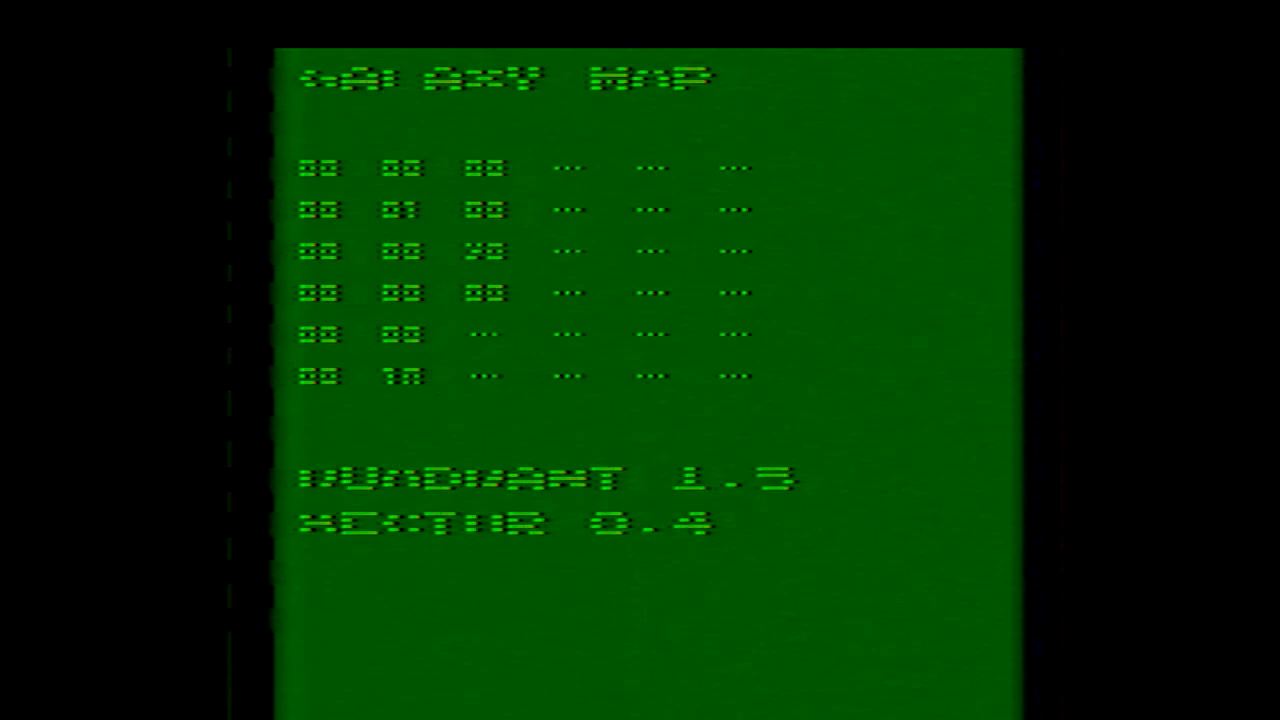 GALAXY MAP
00 00 00 --- --- ---
00 01 00 --- --- ---
00 00 --- --- ---
00 00 00 --- --- ---
00 00 --- --- --- ---
00 10 --- --- --- ---
QUADRANT 1.5
SECTOR 0.4